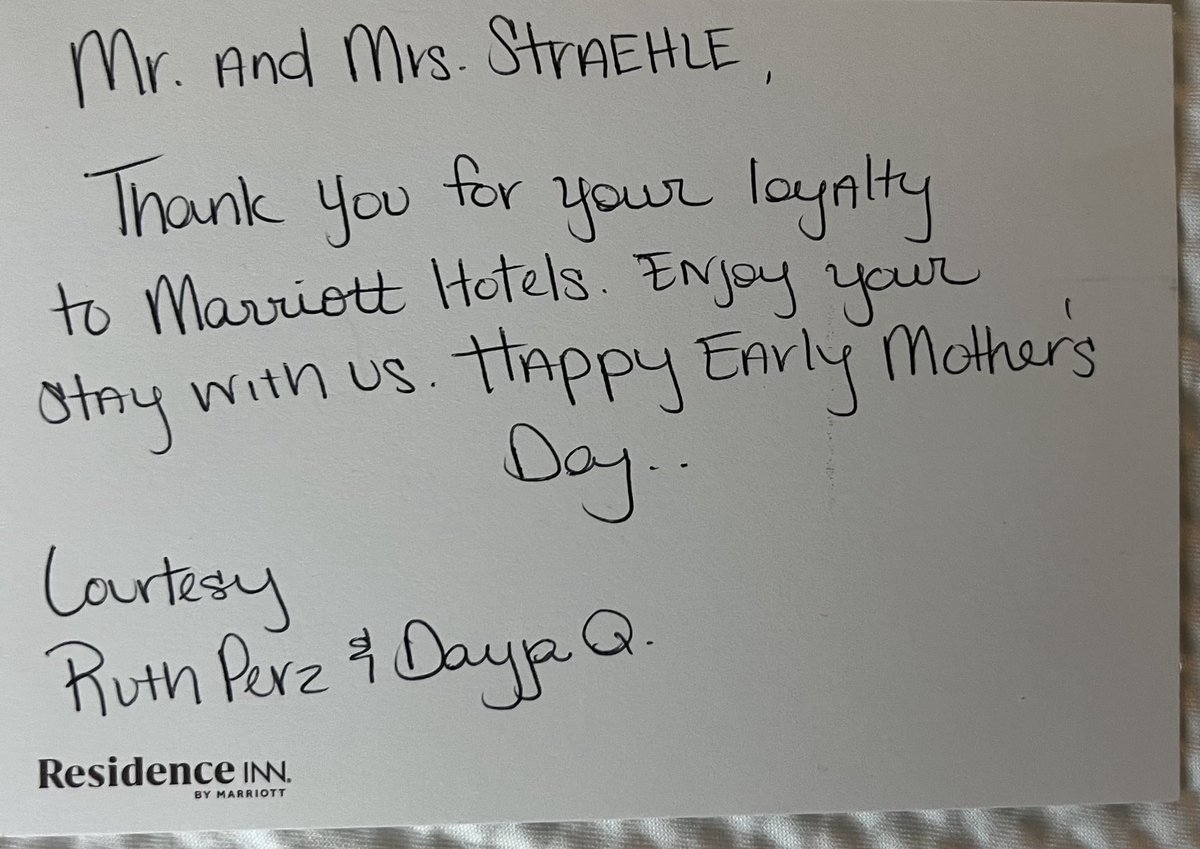 Mr. And Mrs. StrAEHLE,
Thank you for your loyAlty
to Marriott Hotels. ENjoy your
stAy with us. HAppy EArly Mother's
Day..
Courtesy
Ruth Perz & Dayja Q.
Residence INN.
BY MARRIOTT